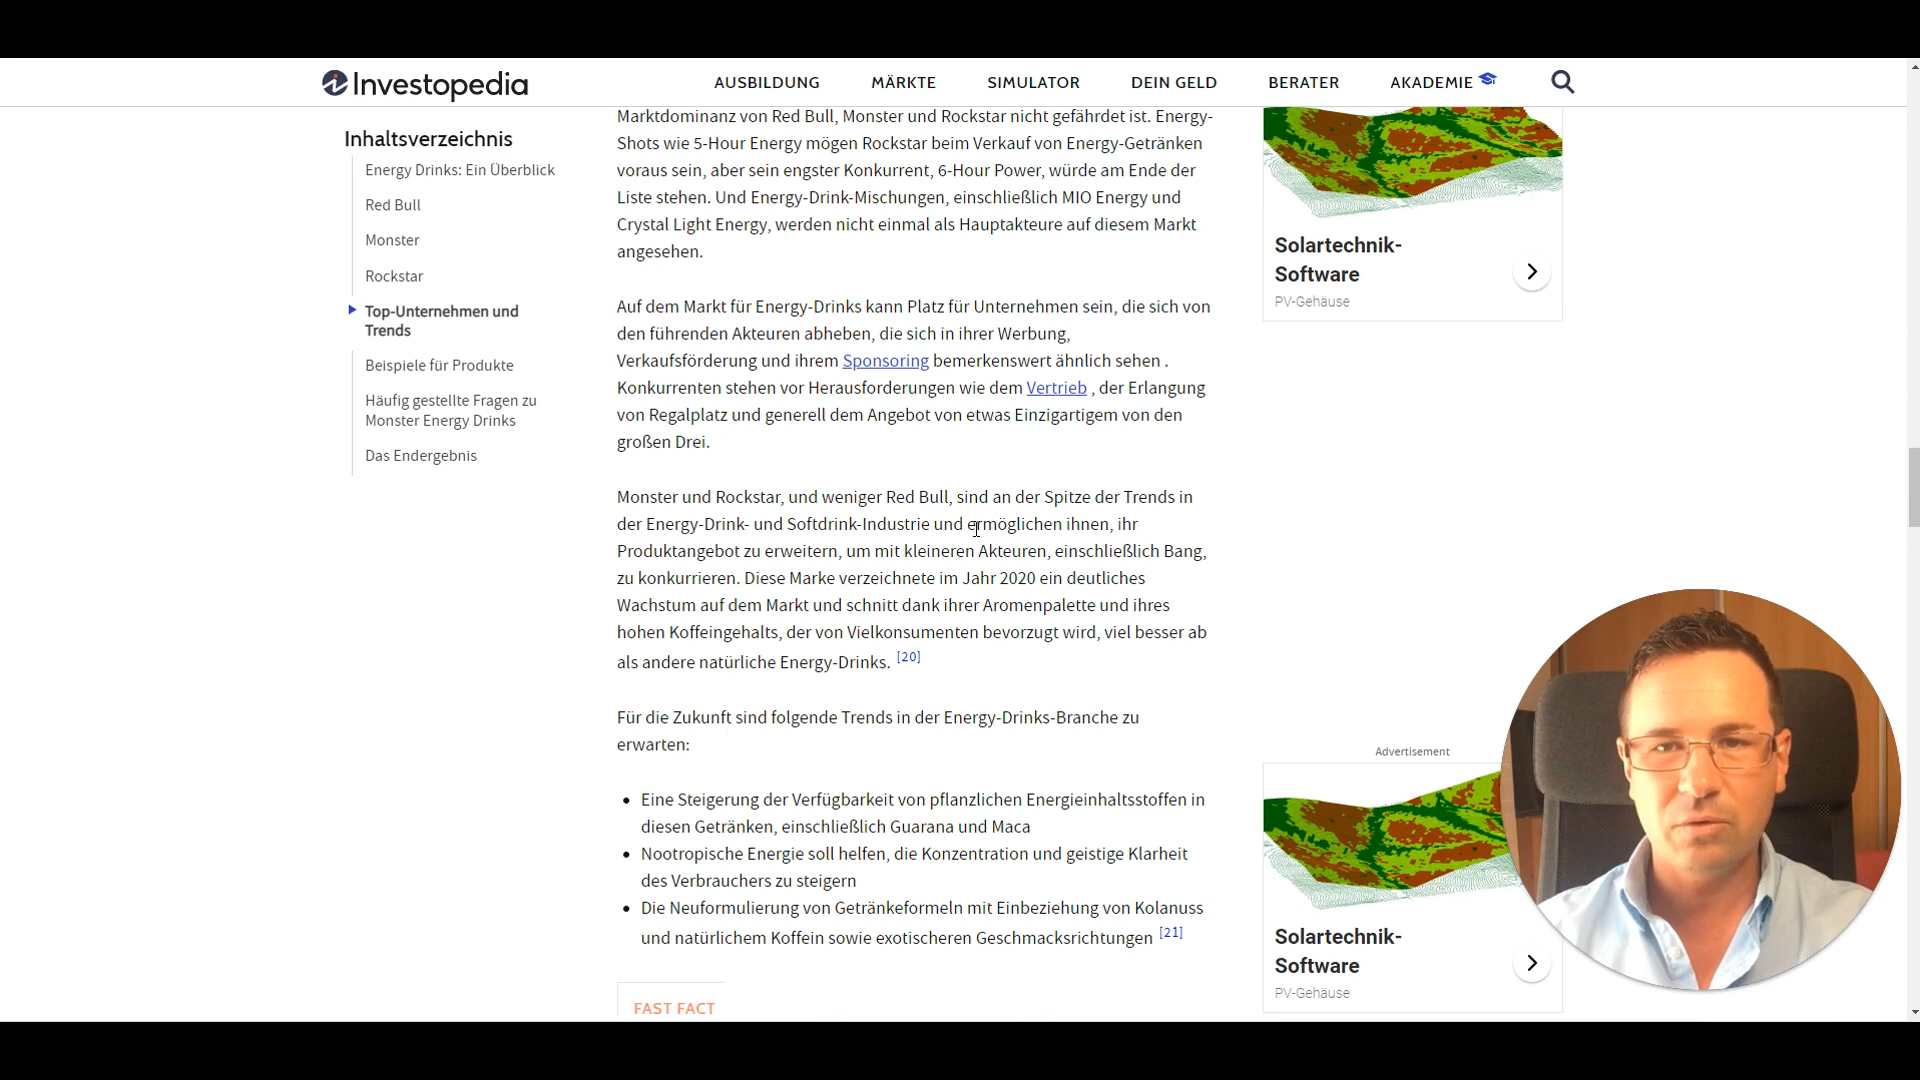 Investopedia
AUSBILDUNG MÄRKTE SIMULATOR DEIN GELD BERATER AKADEMIE
Inhaltsverzeichnis
Energy Drinks: Ein Überblick
Red Bull
Monster
Rockstar
Top-Unternehmen und
Trends
Beispiele für Produkte
Häufig gestellte Fragen zu
Monster Energy Drinks
Das Endergebnis
Marktdominanz von Red Bull, Monster und Rockstar nicht gefährdet ist. Energy-
Shots wie 5-Hour Energy mögen Rockstar beim Verkauf von Energy-Getränken
voraus sein, aber sein engster Konkurrent, 6-Hour Power, würde am Ende der
Liste stehen. Und Energy-Drink-Mischungen, einschließlich MIO Energy und
Crystal Light Energy, werden nicht einmal als Hauptakteure auf diesem Markt
angesehen.
Auf dem Markt für Energy-Drinks kann Platz für Unternehmen sein, die sich von
den führenden Akteuren abheben, die sich in ihrer Werbung,
Verkaufsförderung und ihrem Sponsoring bemerkenswert ähnlich sehen .
Konkurrenten stehen vor Herausforderungen wie dem Vertrieb , der Erlangung
von Regalplatz und generell dem Angebot von etwas Einzigartigem von den
großen Drei.
Monster und Rockstar, und weniger Red Bull, sind an der Spitze der Trends in
der Energy-Drink- und Softdrink-Industrie und ermöglichen ihnen, ihr
Produktangebot zu erweitern, um mit kleineren Akteuren, einschließlich Bang,
zu konkurrieren. Diese Marke verzeichnete im Jahr 2020 ein deutliches
Wachstum auf dem Markt und schnitt dank ihrer Aromenpalette und ihres
hohen Koffeingehalts, der von Vielkonsumenten bevorzugt wird, viel besser ab
als andere natürliche Energy-Drinks. [20]
Für die Zukunft sind folgende Trends in der Energy-Drinks-Branche zu
erwarten:
• Eine Steigerung der Verfügbarkeit von pflanzlichen Energieinhaltsstoffen in
diesen Getränken, einschließlich Guarana und Maca
• Nootropische Energie soll helfen, die Konzentration und geistige Klarheit
des Verbrauchers zu steigern
• Die Neuformulierung von Getränkeformeln mit Einbeziehung von Kolanuss
und natürlichem Koffein sowie exotischeren Geschmacksrichtungen [21]
FAST FACT
Solartechnik-
Software
PV-Gehäuse
Advertisement
Solartechnik-
Software
PV-Gehäuse